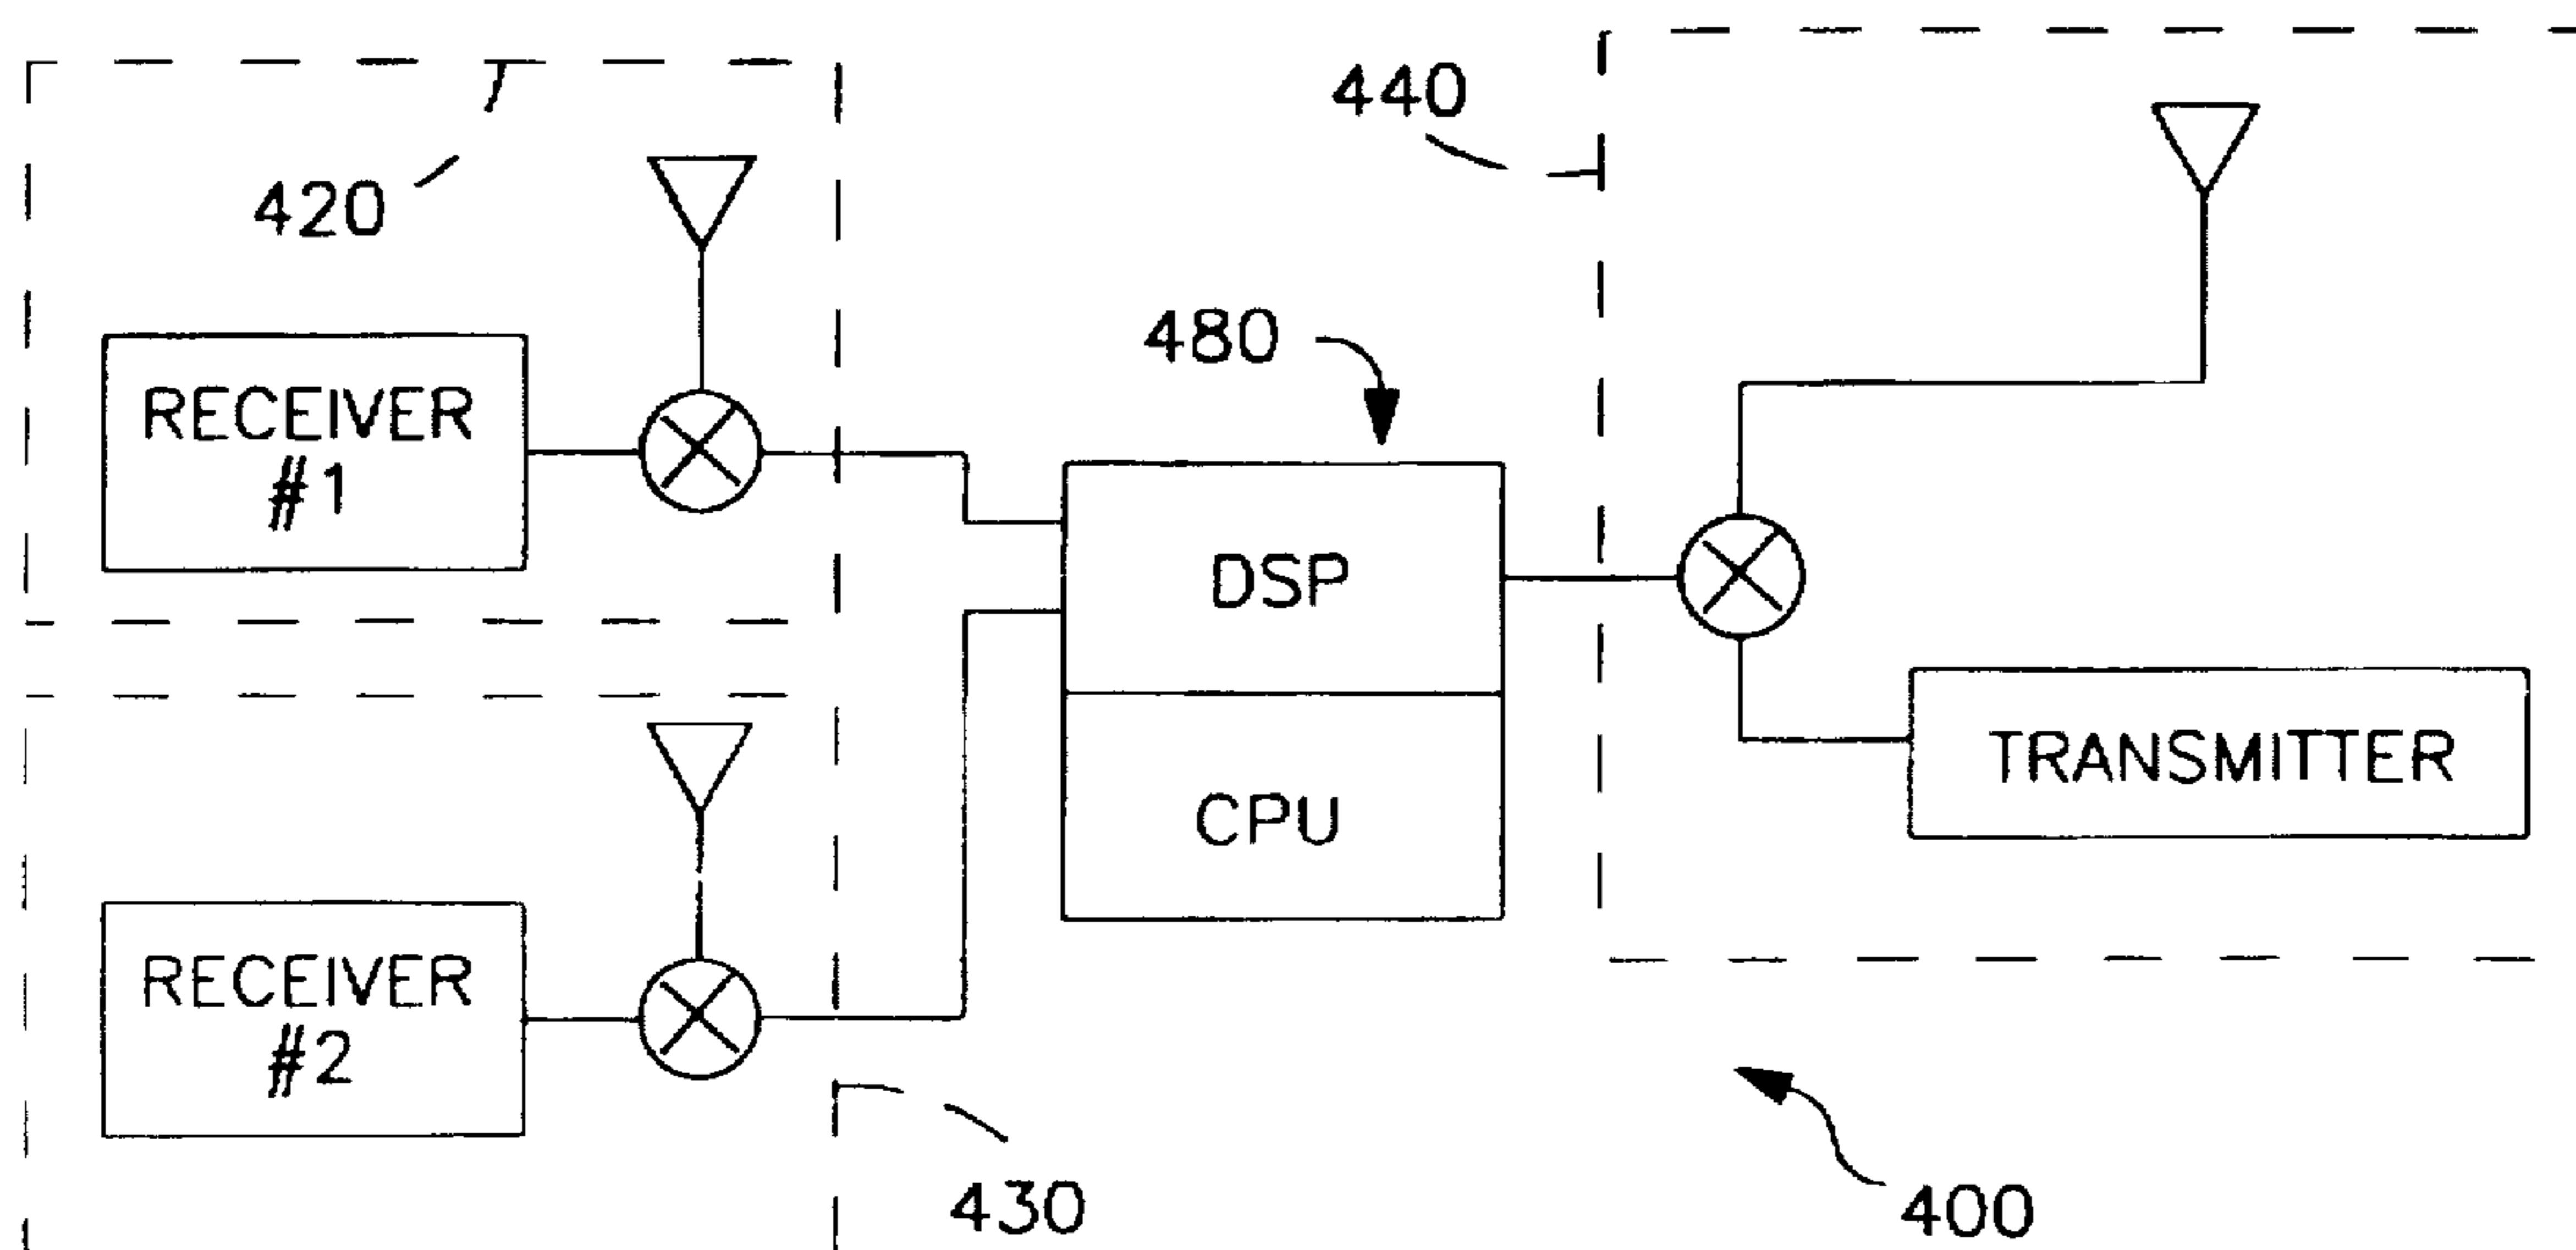 440
420
480
RECEIVER
#1
DSP
TRANSMITTER
CPU
RECEIVER
#2
430
400